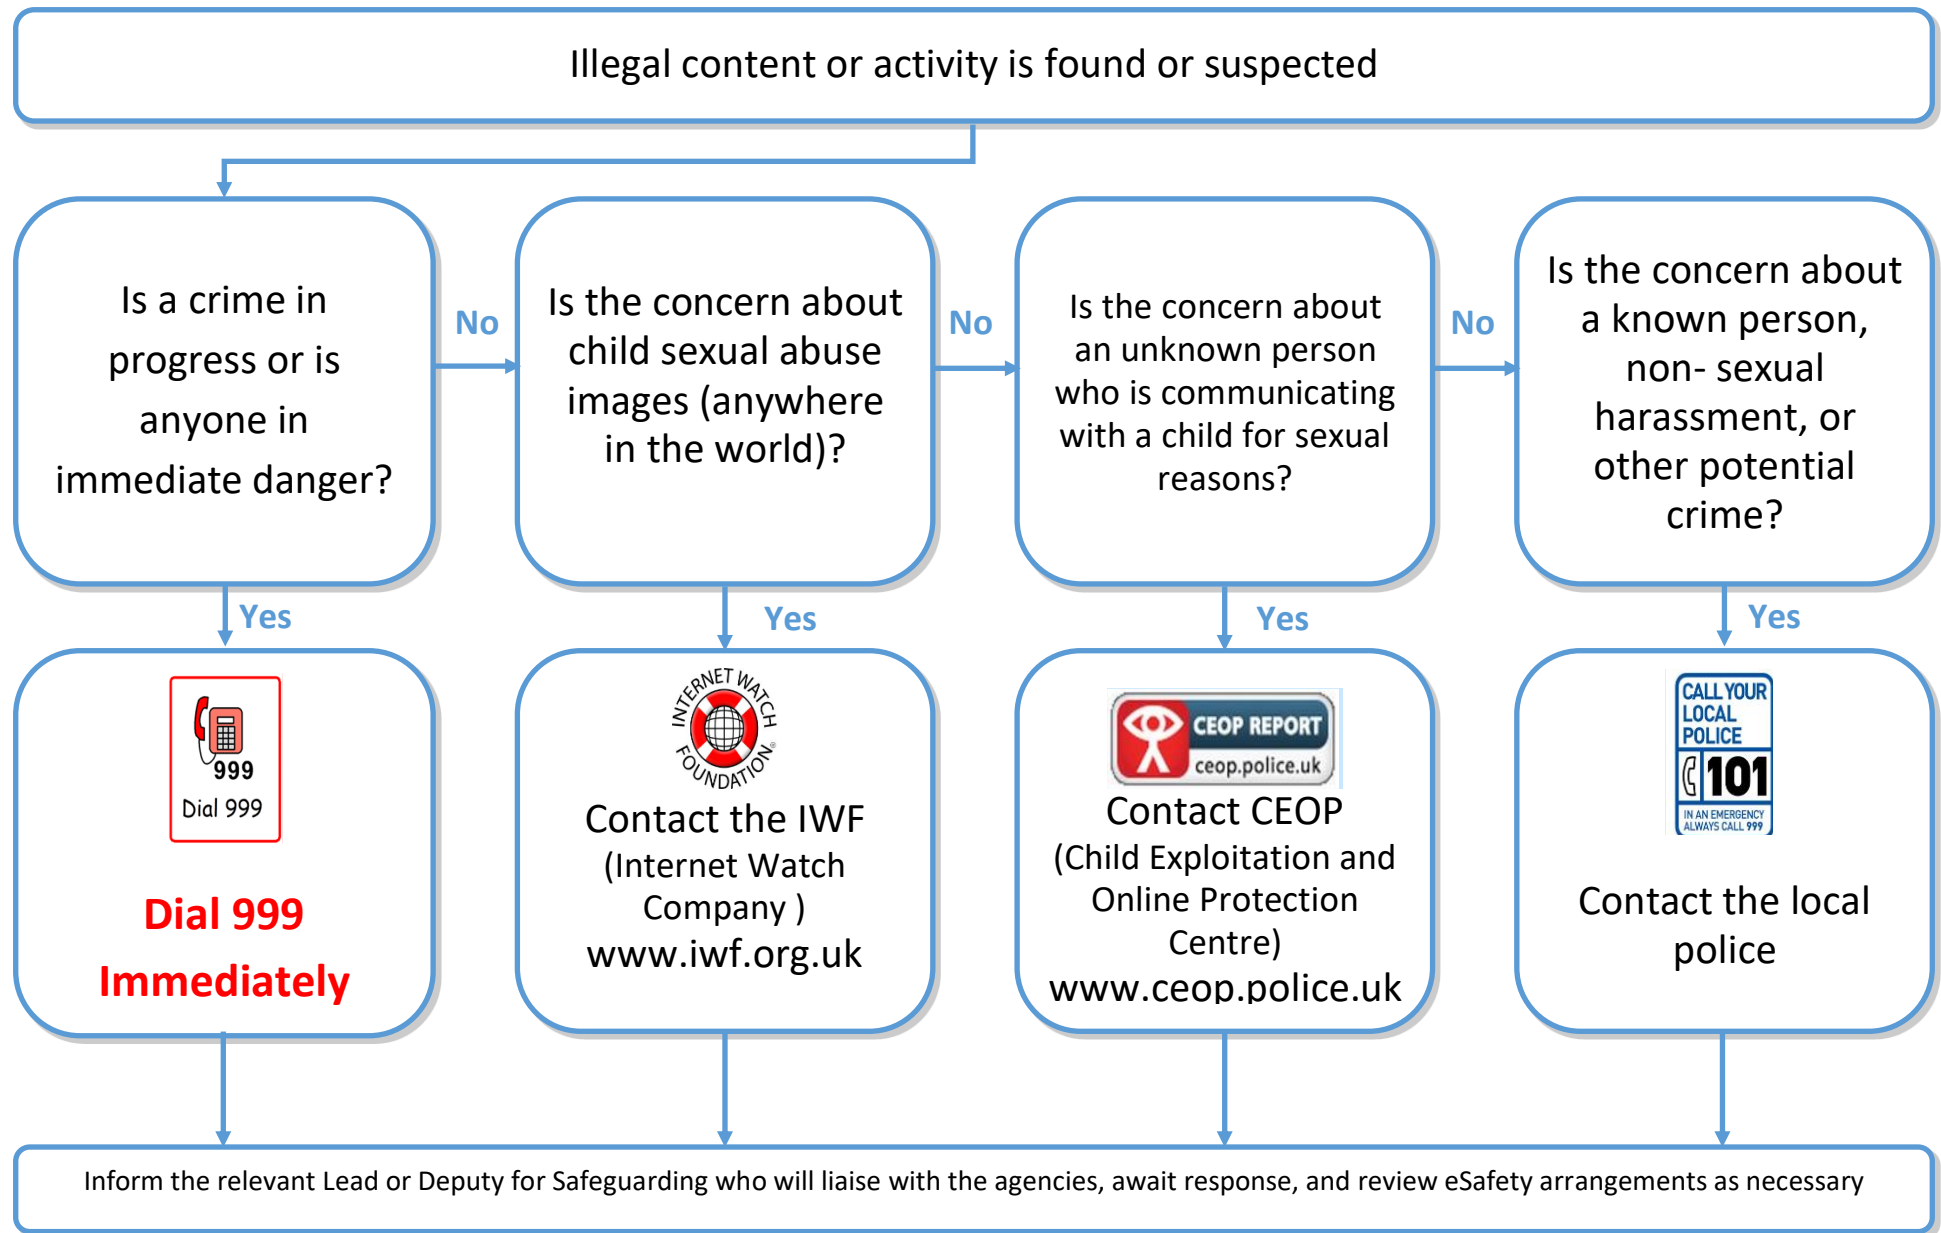 Illegal content or activity is found or suspected
Is a crime in
progress or is
anyone in
immediate danger?
No
Is the concern about
child sexual abuse
images (anywhere
in the world)?
No
Is the concern about
an unknown person
who is communicating
with a child for sexual
reasons?
No
Is the concern about
a known person,
non- sexual
harassment, or
other potential
crime?
Yes
Yes
Yes
Yes
999
Dial 999
Dial 999
Immediately
INTERNET WATCH
FOUNDATION®
Contact the IWF
(Internet Watch
Company )
www.iwf.org.uk
CEOP REPORT
ceop.police.uk
Contact CEOP
(Child Exploitation and
Online Protection
Centre)
www.ceop.police.uk
CALL YOUR
LOCAL
POLICE
101
IN AN EMERGENCY
ALWAYS CALL 999
Contact the local
police
Inform the relevant Lead or Deputy for Safeguarding who will liaise with the agencies, await response, and review eSafety arrangements as necessary